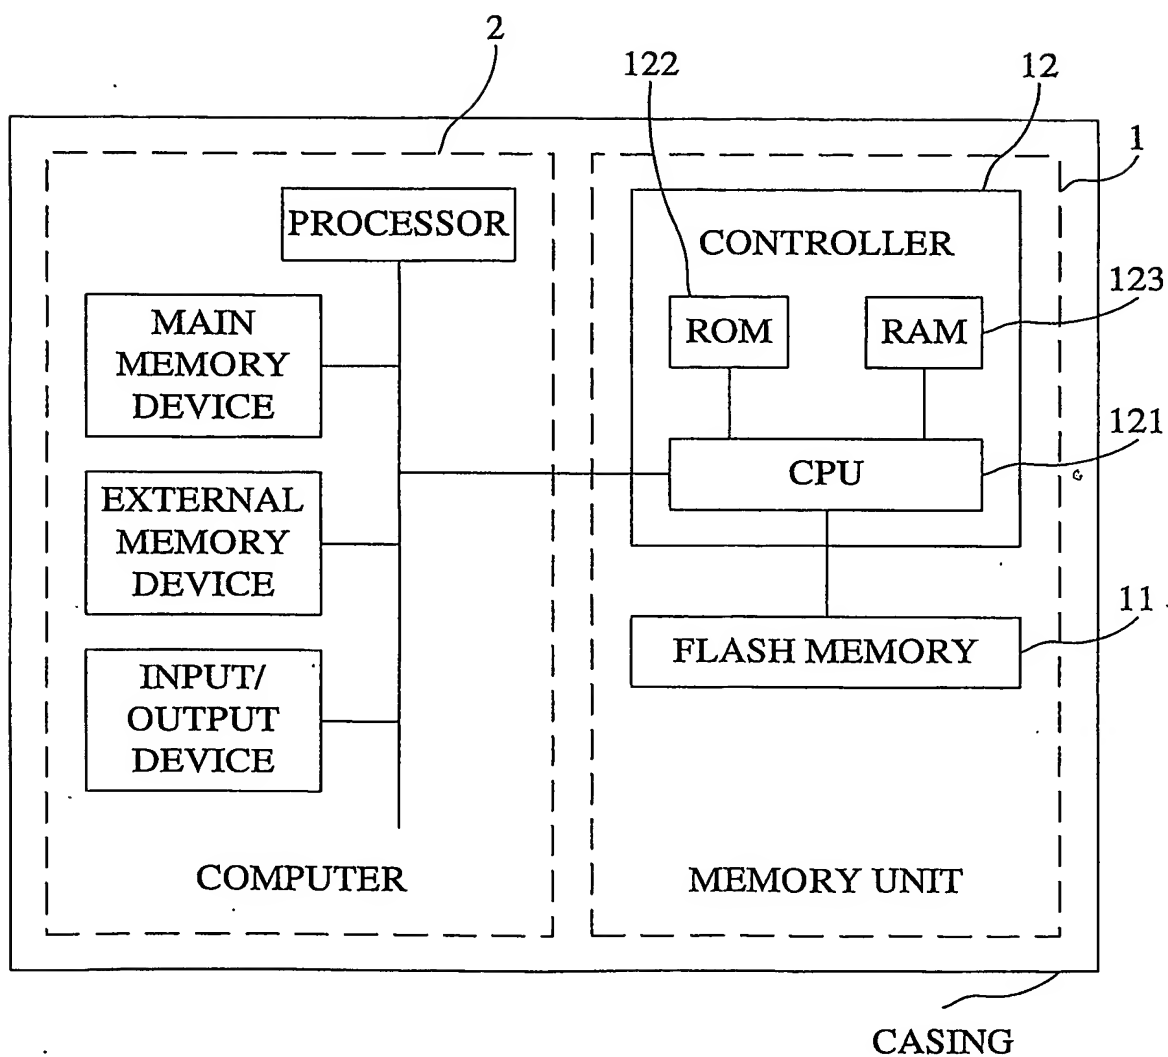 2
122
12
1
PROCESSOR
CONTROLLER
MAIN
MEMORY
DEVICE
ROM
RAM
123
121
CPU
EXTERNAL
MEMORY
DEVICE
11
FLASH MEMORY
INPUT/
OUTPUT
DEVICE
COMPUTER
MEMORY UNIT
CASING